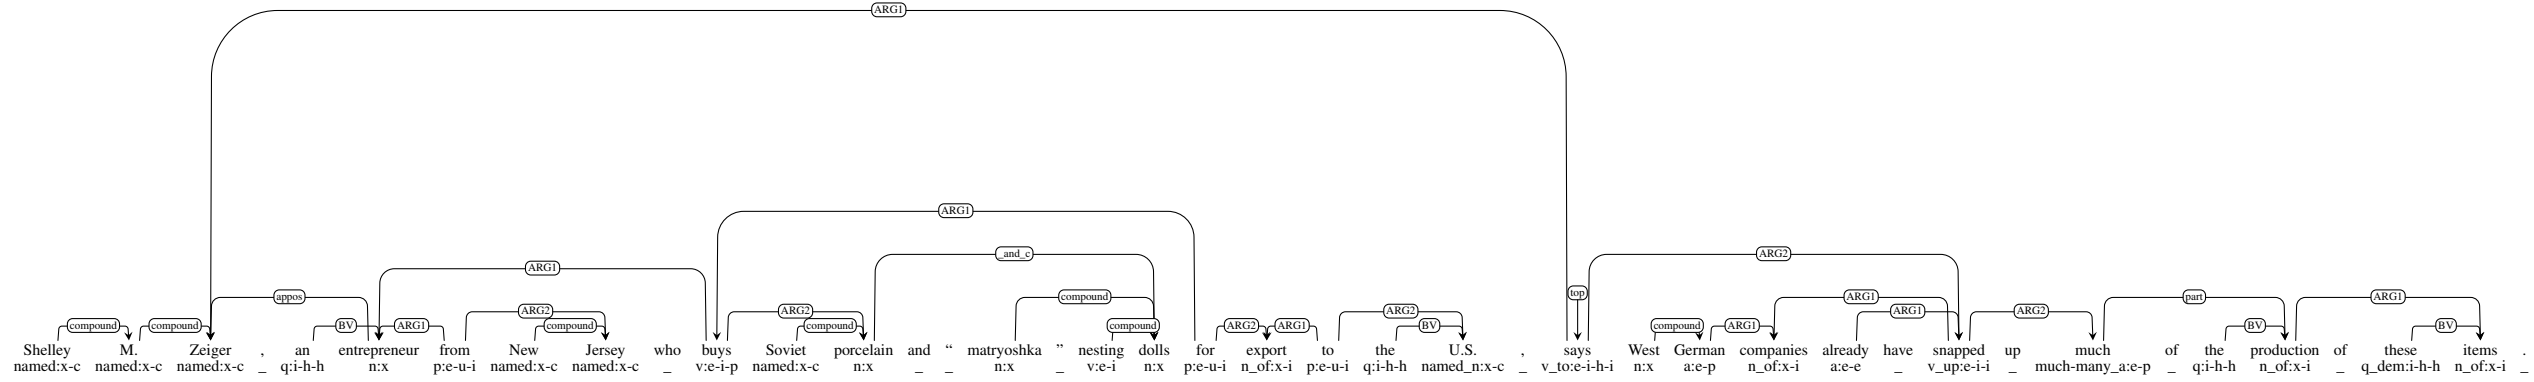 ARG1
ARG1
_and_c ARG2
ARG1
top
appos compound ARG1 part ARG1
ARG2 ARG2 ARG2 ARG1 ARG2
compound compound BV ARG1 compound compound compound ARG2 ARG1 BV compound ARG1 BV BV
Shelley M. Zeiger , an entrepreneur from New Jersey who buys Soviet porcelain and “ matryoshka ” nesting dolls for export to the U.S. , says West German companies already have snapped up much of the production of these items .
named:x-c named:x-c named:x-c _ q:i-h-h n:x p:e-u-i named:x-c named:x-c _ v:e-i-p named:x-c n:x _ _ n:x _ v:e-i n:x p:e-u-i n_of:x-i p:e-u-i q:i-h-h named_n:x-c _ v_to:e-i-h-i n:x a:e-p n_of:x-i a:e-e _ v_up:e-i-i _ much-many_a:e-p _ q:i-h-h n_of:x-i _ q_dem:i-h-h n_of:x-i _